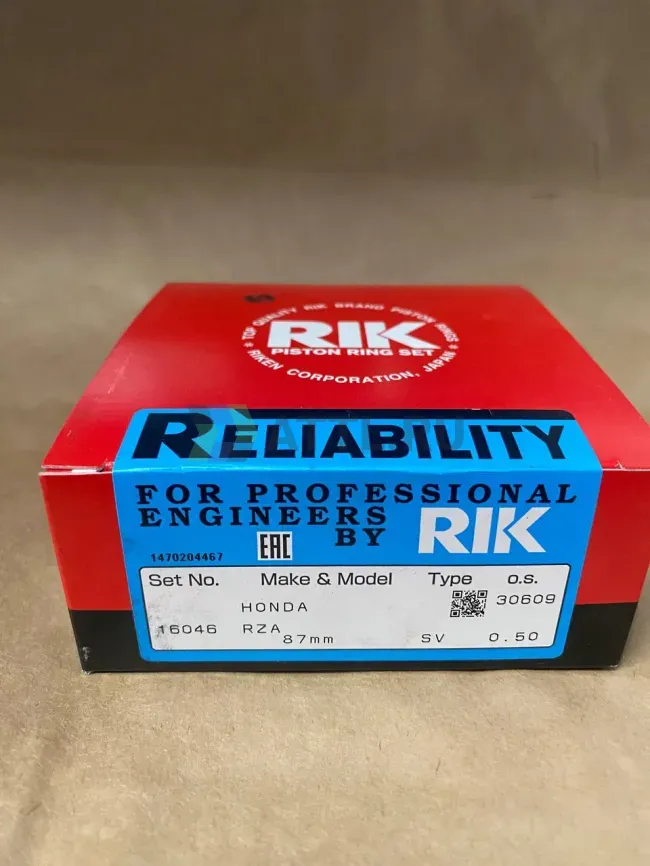 ★ TOP QUALITY RIK BRAND PISTON RINGS ★
RIK
PISTON RING SET
RIKEN CORPORATION, JAPAN
RELIABILITY
FOR PROFESSIONAL
ENGINEERS
BY RIK
1470204467
EAC
Set No. Make & Model Type o.s.
HONDA 30609
16046 RZA 87mm SV 0.50